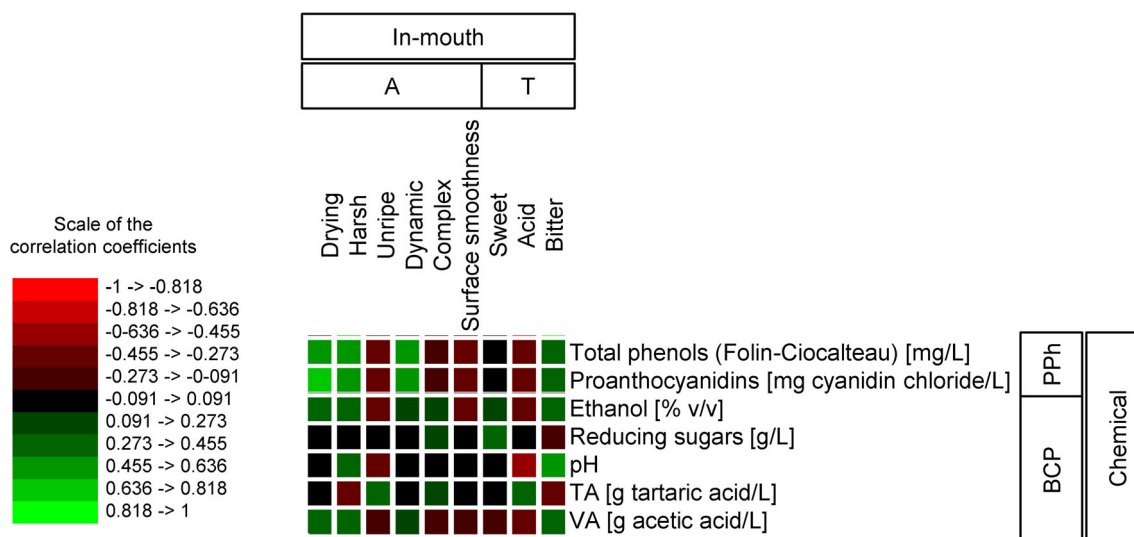 In-mouth
A
T
Drying
Harsh
Unripe
Dynamic
Complex
Surface smoothness
Sweet
Acid
Bitter
Scale of the
correlation coefficients
-1 -> -0.818
-0.818 -> -0.636
-0-636 -> -0.455
-0.455 -> -0.273
-0.273 -> -0-091
-0.091 -> 0.091
0.091 -> 0.273
0.273 -> 0.455
0.455 -> 0.636
0.636 -> 0.818
0.818 -> 1
Total phenols (Folin-Ciocalteau) [mg/L]
Proanthocyanidins [mg cyanidin chloride/L]
Ethanol [% v/v]
Reducing sugars [g/L]
pH
TA [g tartaric acid/L]
VA [g acetic acid/L]
PPh
BCP
Chemical